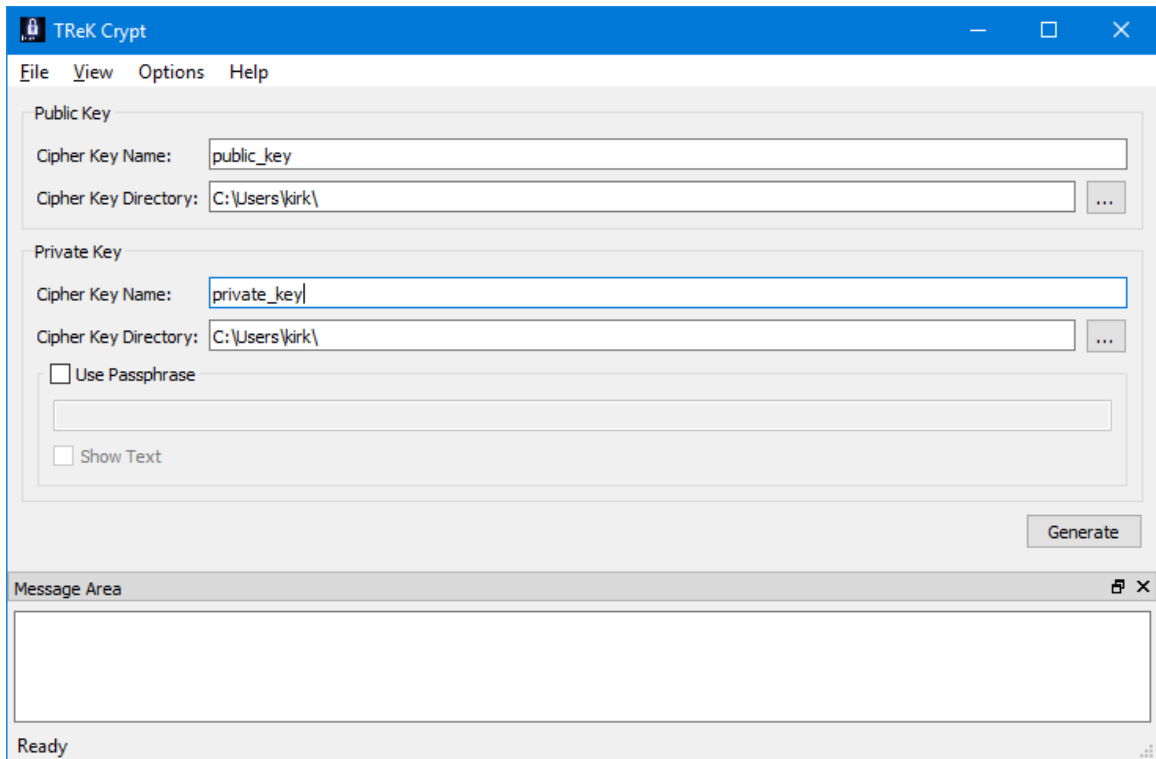 TReK Crypt
File View Options Help
Public Key
Cipher Key Name: public_key
Cipher Key Directory: C:\Users\kirk\ ...
Private Key
Cipher Key Name: private_key
Cipher Key Directory: C:\Users\kirk\ ...
Use Passphrase
Show Text
Generate
Message Area
Ready